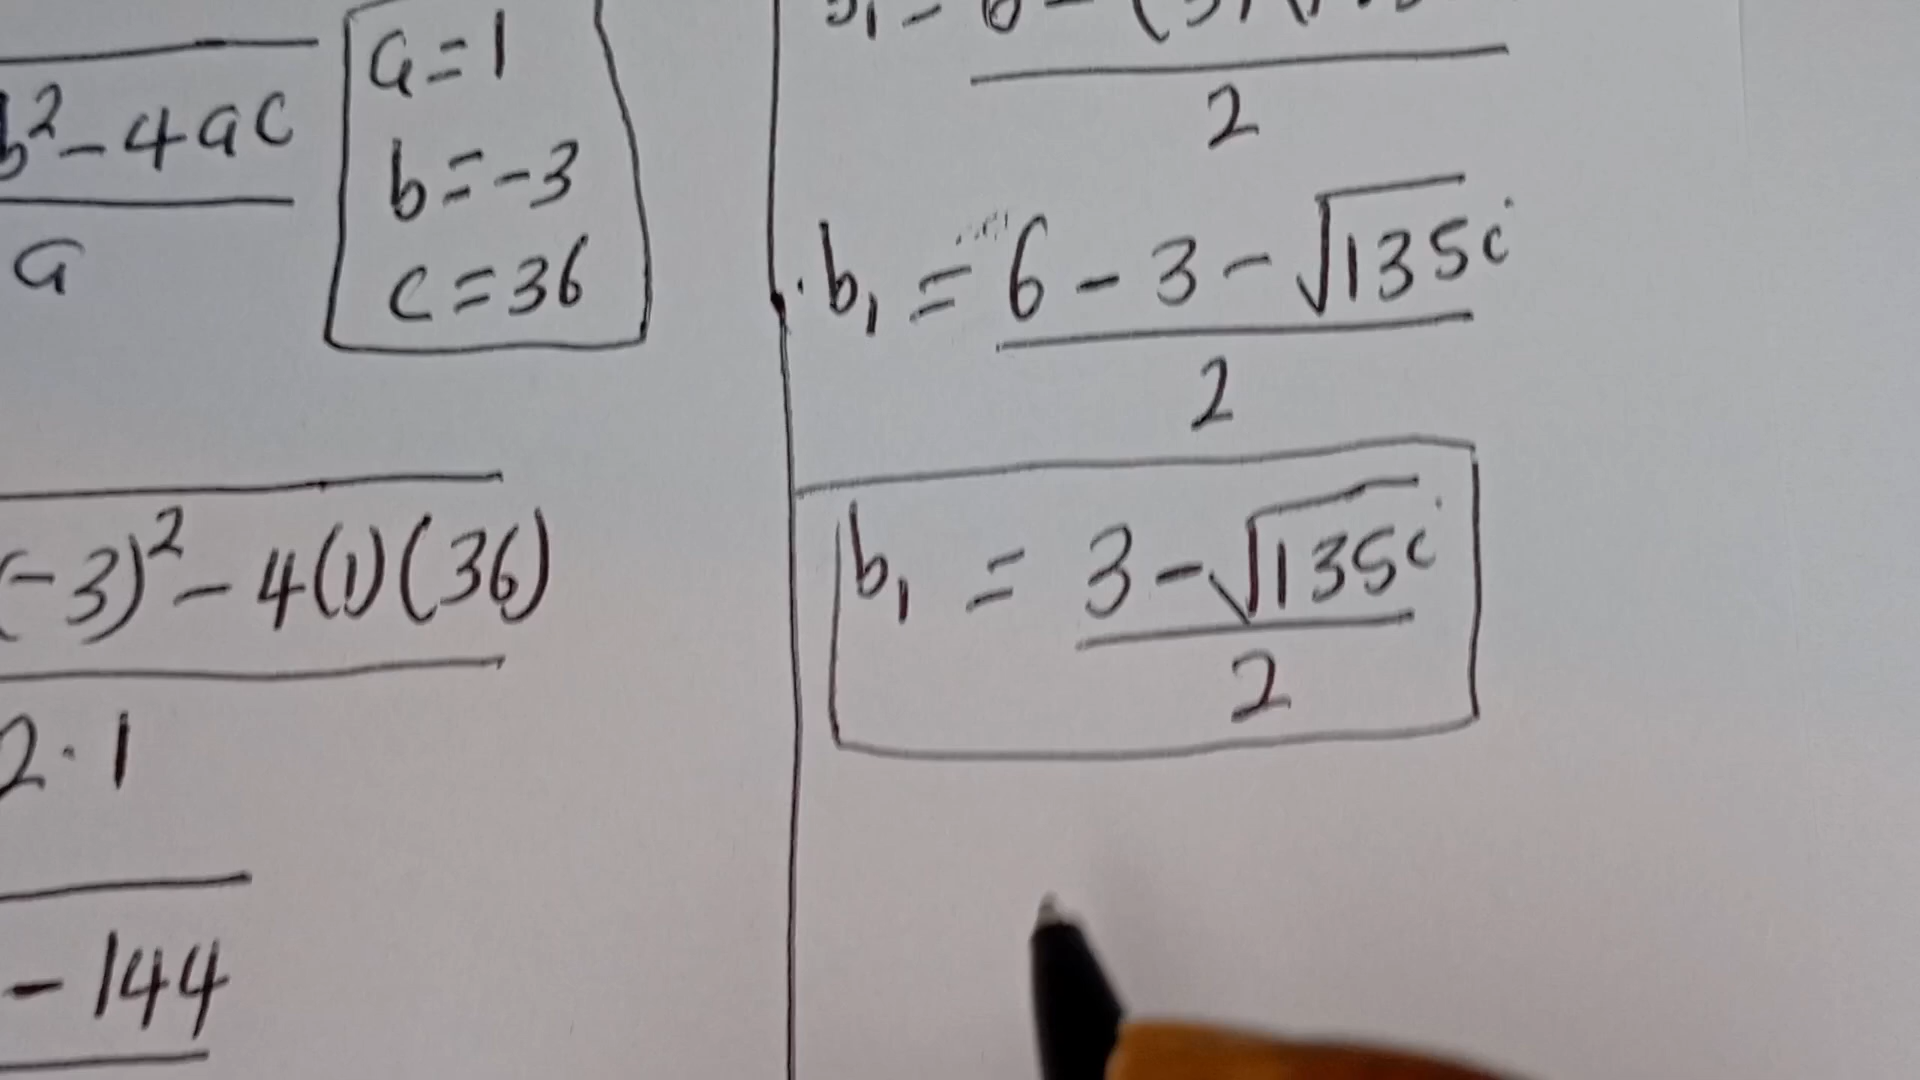 b²-4ac
a
a=1
b=-3
c=36
(-3)²-4(1)(36)
2·1
-144
2
b₁ = 6-3-√135i
2
b₁ = 3-√135i
2